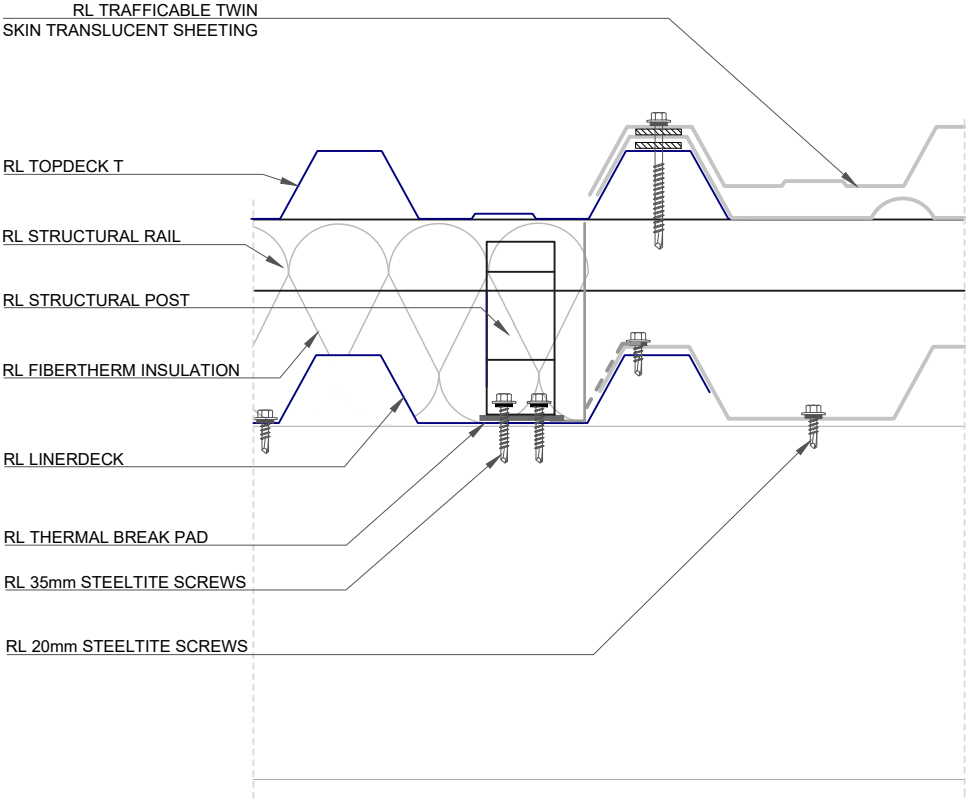 RL TRAFFICABLE TWIN
SKIN TRANSLUCENT SHEETING
RL TOPDECK T
RL STRUCTURAL RAIL
RL STRUCTURAL POST
RL FIBERTHERM INSULATION
RL LINERDECK
RL THERMAL BREAK PAD
RL 35mm STEELTITE SCREWS
RL 20mm STEELTITE SCREWS